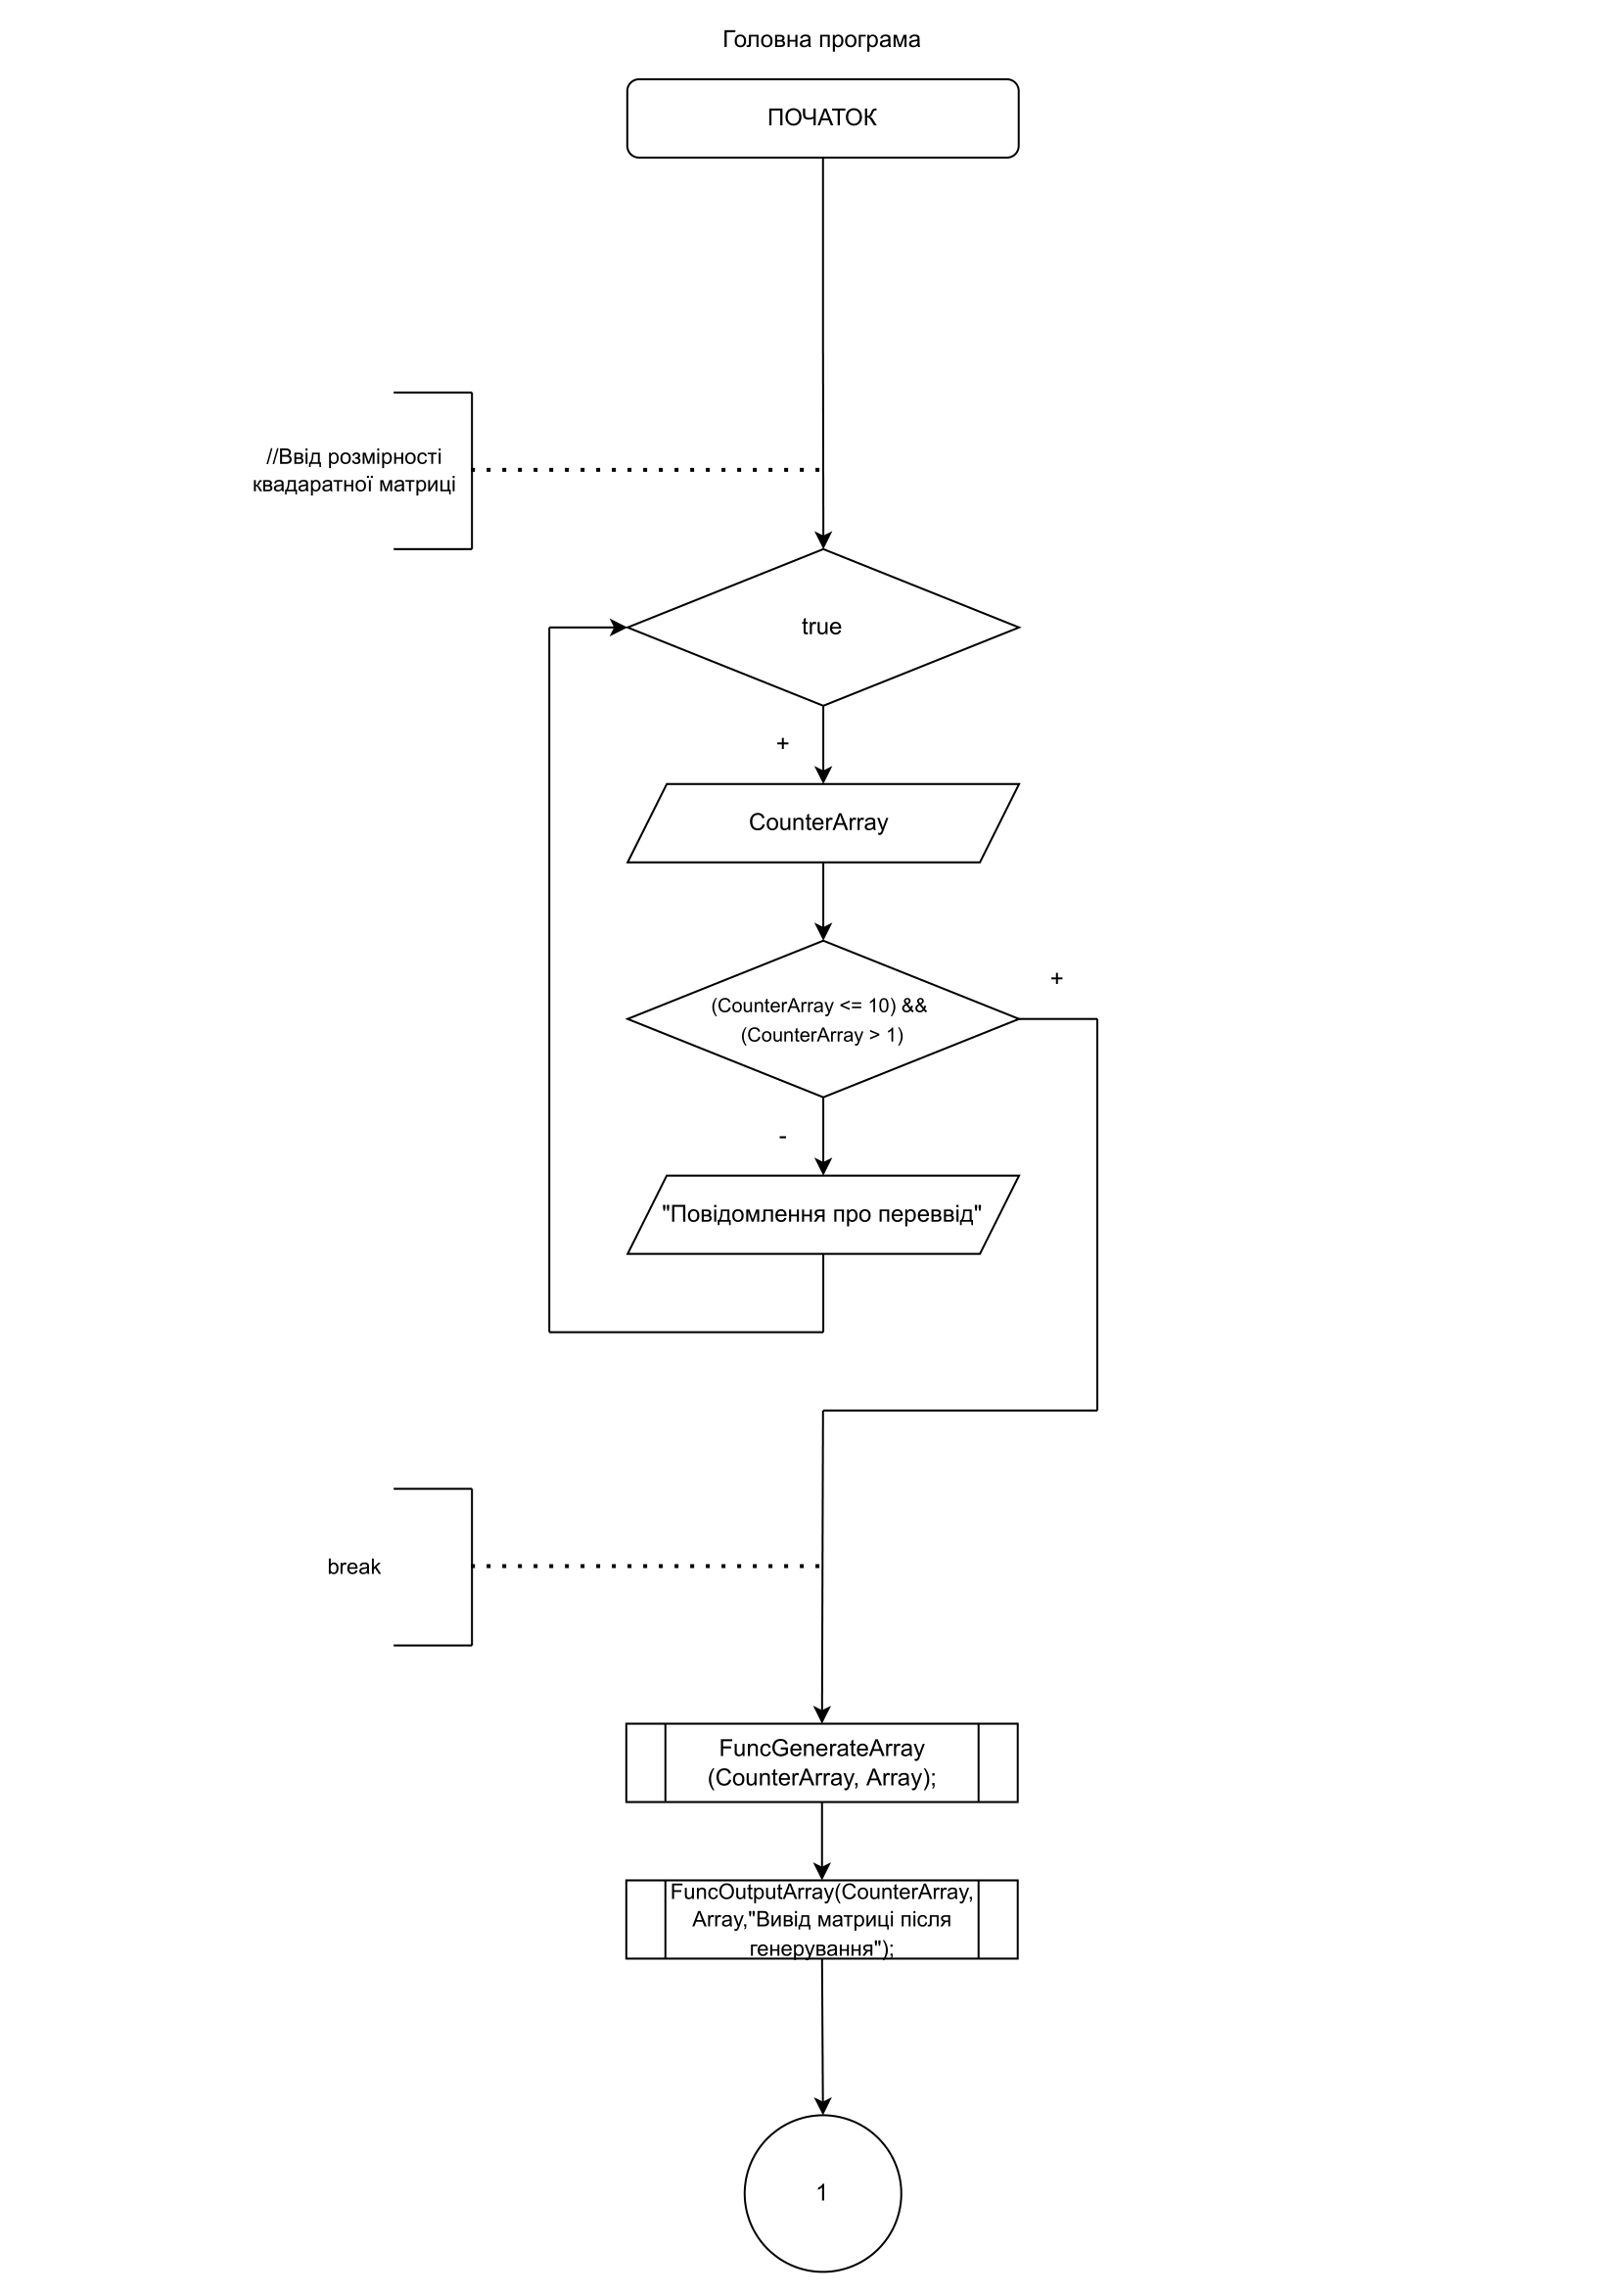 Головна програма
ПОЧАТОК
//Ввід розмірності
квадаратної матриці
true
+
CounterArray
+
(CounterArray <= 10) &&
(CounterArray > 1)
-
"Повідомлення про переввід"
break
FuncGenerateArray
(CounterArray, Array);
FuncOutputArray(CounterArray,
Array,"Вивід матриці після
генерування");
1